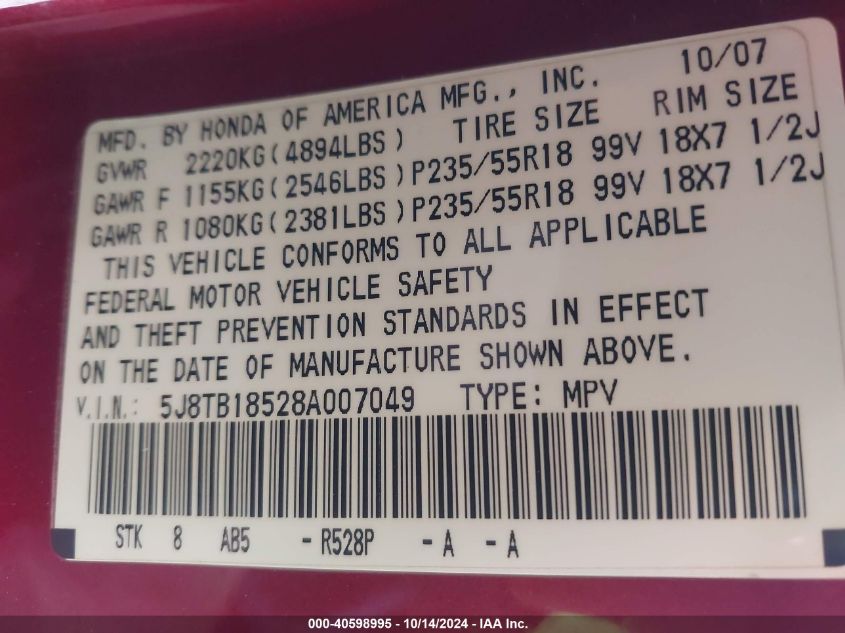 10/07
MFD. BY HONDA OF AMERICA MFG., INC.
GVWR 2220KG(4894LBS) TIRE SIZE RIM SIZE
GAWR F 1155KG(2546LBS)P235/55R18 99V 18X7 1/2J
GAWR R 1080KG(2381LBS)P235/55R18 99V 18X7 1/2J
THIS VEHICLE CONFORMS TO ALL APPLICABLE
FEDERAL MOTOR VEHICLE SAFETY
AND THEFT PREVENTION STANDARDS IN EFFECT
ON THE DATE OF MANUFACTURE SHOWN ABOVE.
V.I.N.: 5J8TB18528A007049 TYPE: MPV
STK 8 AB5 -R528P -A -A
000-40598995 - 10/14/2024 - IAA Inc.